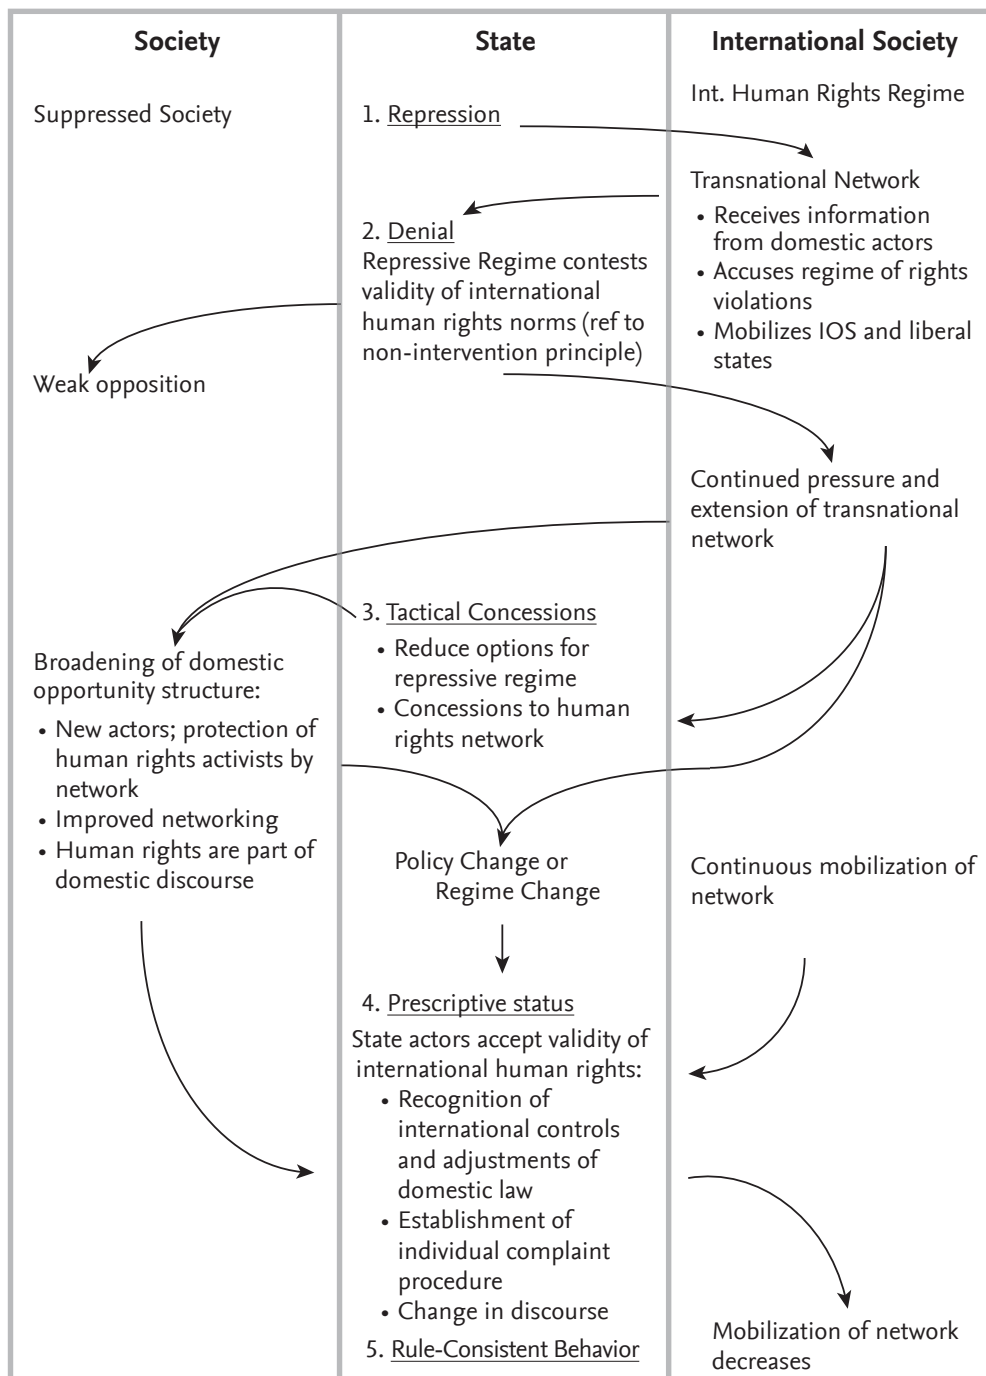 Society
State
International Society
Suppressed Society
1. Repression
Int. Human Rights Regime
Transnational Network
• Receives information
from domestic actors
• Accuses regime of rights
violations
• Mobilizes IOS and liberal
states
2. Denial
Repressive Regime contests
validity of international
human rights norms (ref to
non-intervention principle)
Weak opposition
Continued pressure and
extension of transnational
network
3. Tactical Concessions
• Reduce options for
repressive regime
• Concessions to human
rights network
Broadening of domestic
opportunity structure:
• New actors; protection of
human rights activists by
network
• Improved networking
• Human rights are part of
domestic discourse
Policy Change or
Regime Change
Continuous mobilization of
network
4. Prescriptive status
State actors accept validity of
international human rights:
• Recognition of
international controls
and adjustments of
domestic law
• Establishment of
individual complaint
procedure
• Change in discourse
5. Rule-Consistent Behavior
Mobilization of network
decreases